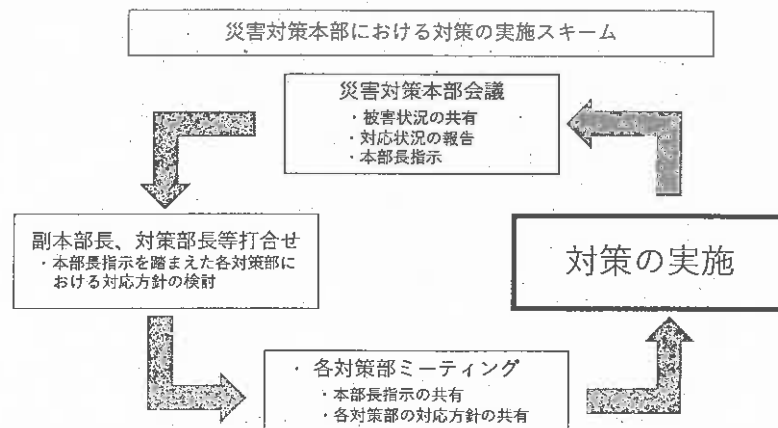 災害対策本部における対策の実施スキーム
災害対策本部会議
・被害状況の共有
・対応状況の報告
・本部長指示
副本部長、対策部長等打合せ
・本部長指示を踏まえた各対策部に
おける対応方針の検討
対策の実施
・各対策部ミーティング
・本部長指示の共有
・各対策部の対応方針の共有